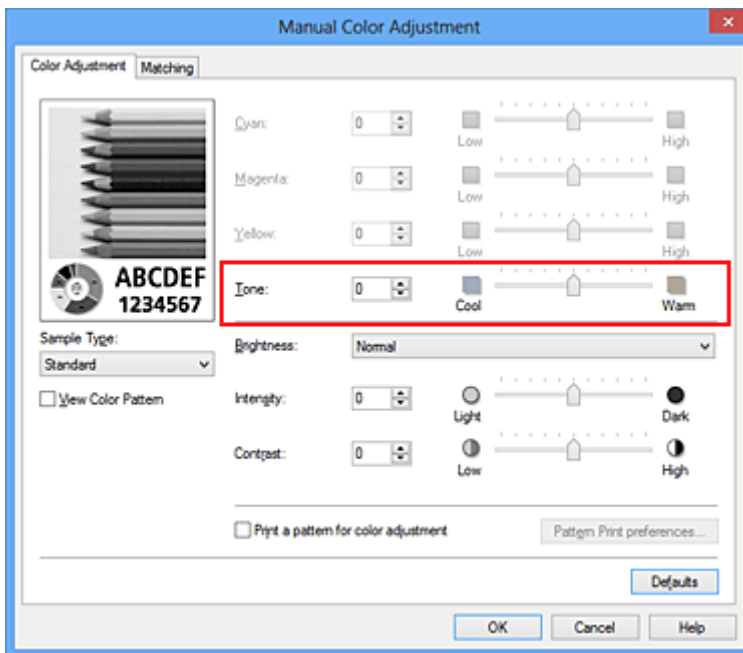 Manual Color Adjustment
Color Adjustment Matching
Cyan: 0 Low High
Magenta: 0 Low High
Yellow: 0 Low High
ABCDEF
1234567
Tone: 0 Cool Warm
Sample Type:
Standard
View Color Pattern
Brightness: Normal
Intensity: 0 Light Dark
Contrast: 0 Low High
Print a pattern for color adjustment Pattern Print preferences...
Defaults
OK Cancel Help